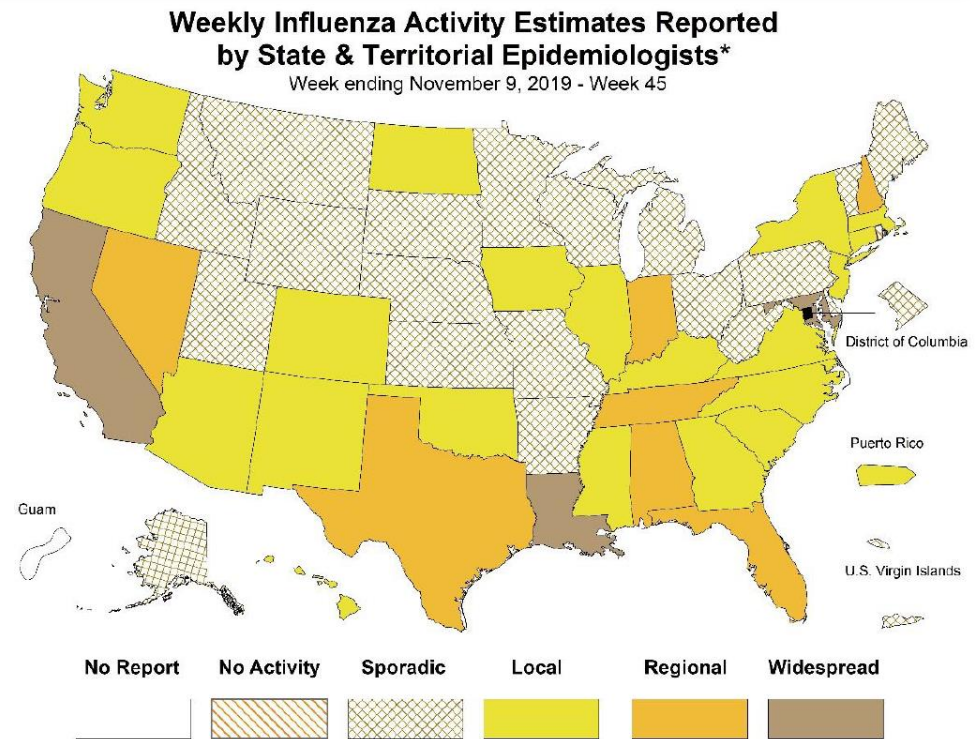 Weekly Influenza Activity Estimates Reported
by State & Territorial Epidemiologists*
Week ending November 9, 2019 - Week 45
District of Columbia
Puerto Rico
Guam
U.S. Virgin Islands
No Report No Activity Sporadic Local Regional Widespread